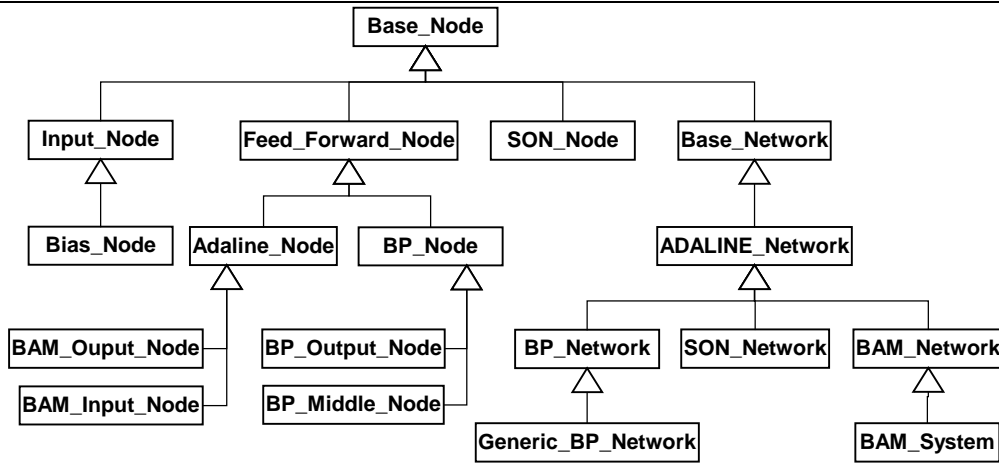 Base_Node
Input_Node
Feed_Forward_Node
SON_Node
Base_Network
Bias_Node
Adaline_Node
BP_Node
ADALINE_Network
BAM_Ouput_Node
BP_Output_Node
BP_Network
SON_Network
BAM_Network
BAM_Input_Node
BP_Middle_Node
Generic_BP_Network
BAM_System